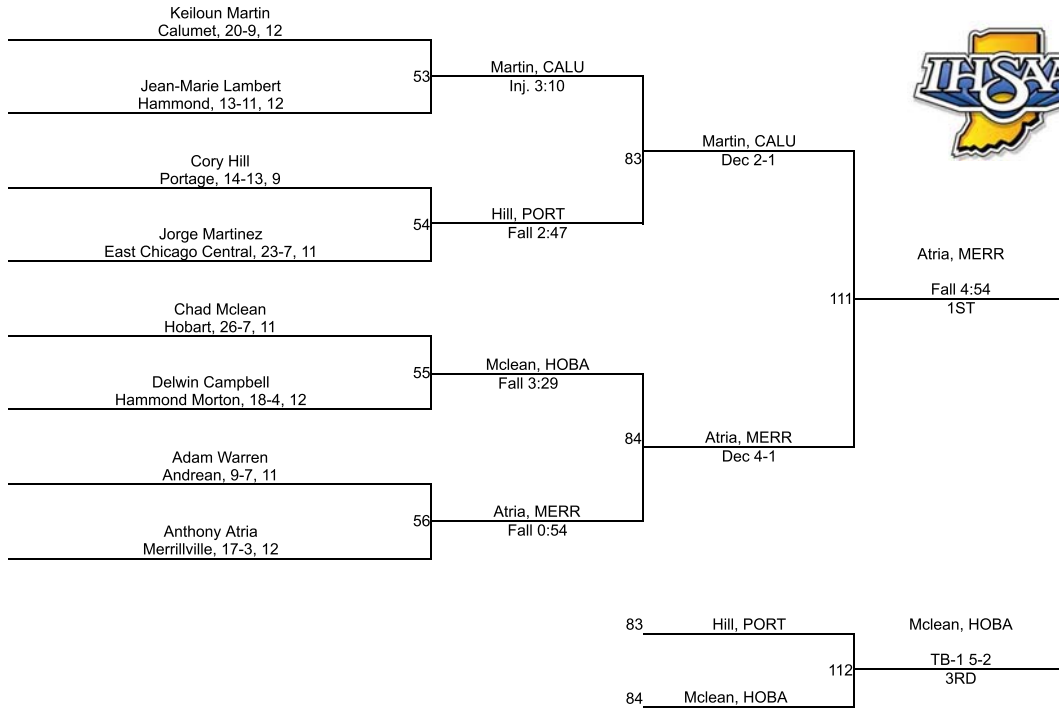 Keiloun Martin
Calumet, 20-9, 12
53
Martin, CALU
Inj. 3:10
Jean-Marie Lambert
Hammond, 13-11, 12
IHSAA
83
Martin, CALU
Dec 2-1
Cory Hill
Portage, 14-13, 9
54
Hill, PORT
Fall 2:47
Jorge Martinez
East Chicago Central, 23-7, 11
111
Atria, MERR
Fall 4:54
1ST
Chad Mclean
Hobart, 26-7, 11
55
Mclean, HOBA
Fall 3:29
Delwin Campbell
Hammond Morton, 18-4, 12
84
Atria, MERR
Dec 4-1
Adam Warren
Andrean, 9-7, 11
56
Atria, MERR
Fall 0:54
Anthony Atria
Merrillville, 17-3, 12
83
Hill, PORT
112
Mclean, HOBA
TB-1 5-2
3RD
84
Mclean, HOBA